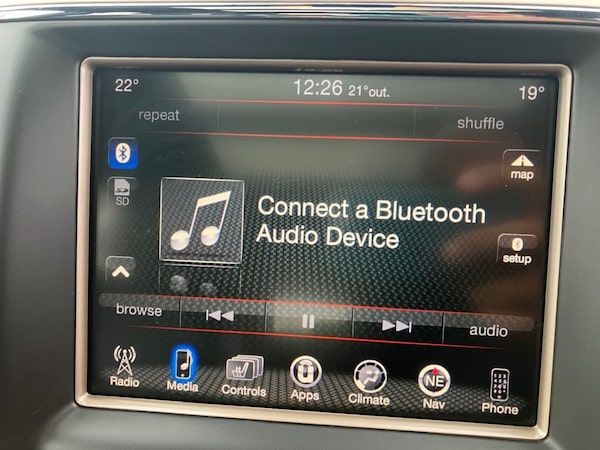 22°
12:26 21°out.
19°
repeat
shuffle
SD
map
Connect a Bluetooth
Audio Device
setup
browse
audio
Radio
Media
Controls
Apps
Climate
NE
Nav
Phone